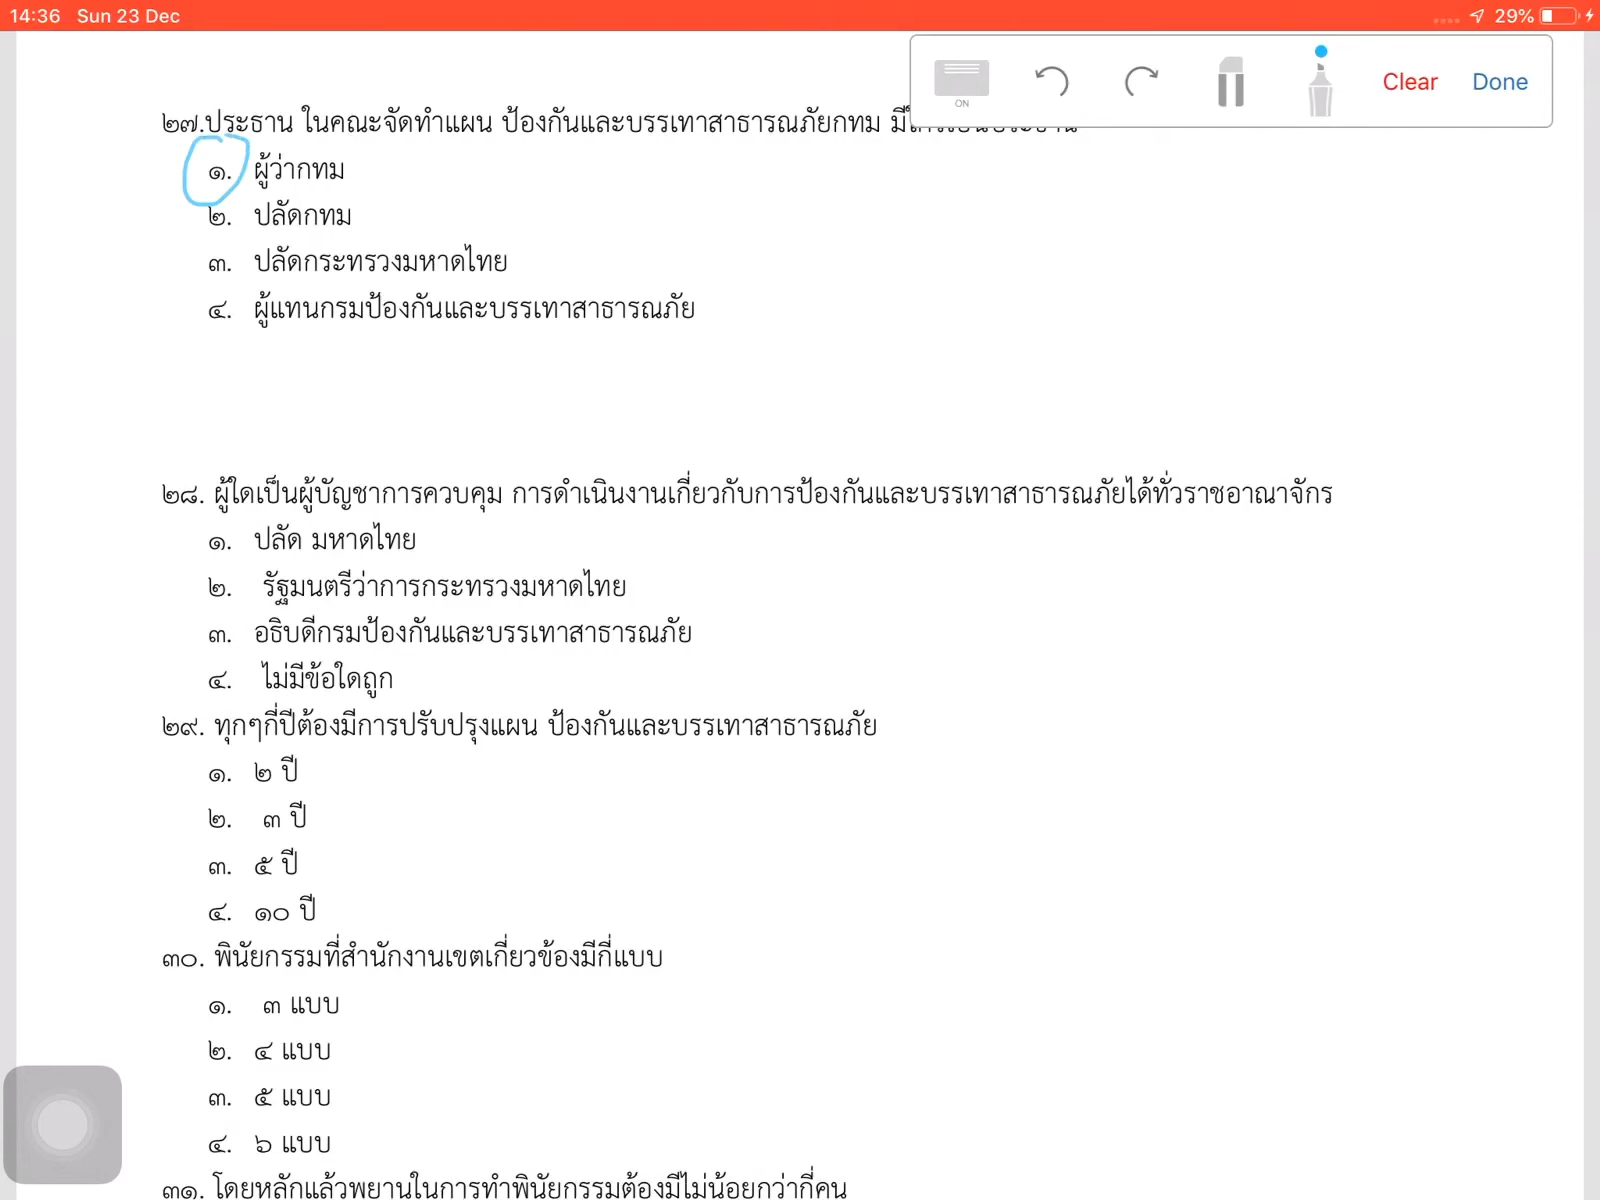 14:36 Sun 23 Dec
29%
ON
Clear Done
๒๗.ประธาน ในคณะจัดทำแผน ป้องกันและบรรเทาสาธารณภัยกทม
๑. ผู้ว่ากทม
๒. ปลัดกทม
๓. ปลัดกระทรวงมหาดไทย
๔. ผู้แทนกรมป้องกันและบรรเทาสาธารณภัย
๒๘. ผู้ใดเป็นผู้บัญชาการควบคุม การดำเนินงานเกี่ยวกับการป้องกันและบรรเทาสาธารณภัยได้ทั่วราชอาณาจักร
๑. ปลัด มหาดไทย
๒. รัฐมนตรีว่าการกระทรวงมหาดไทย
๓. อธิบดีกรมป้องกันและบรรเทาสาธารณภัย
๔. ไม่มีข้อใดถูก
๒๙. ทุกๆกี่ปีต้องมีการปรับปรุงแผน ป้องกันและบรรเทาสาธารณภัย
๑. ๒ ปี
๒. ๓ ปี
๓. ๕ ปี
๔. ๑๐ ปี
๓๐. พินัยกรรมที่สำนักงานเขตเกี่ยวข้องมีกี่แบบ
๑. ๓ แบบ
๒. ๔ แบบ
๓. ๕ แบบ
๔. ๖ แบบ
๓๑. โดยหลักแล้วพยานในการทำพินัยกรรมต้องมีไม่น้อยกว่ากี่คน